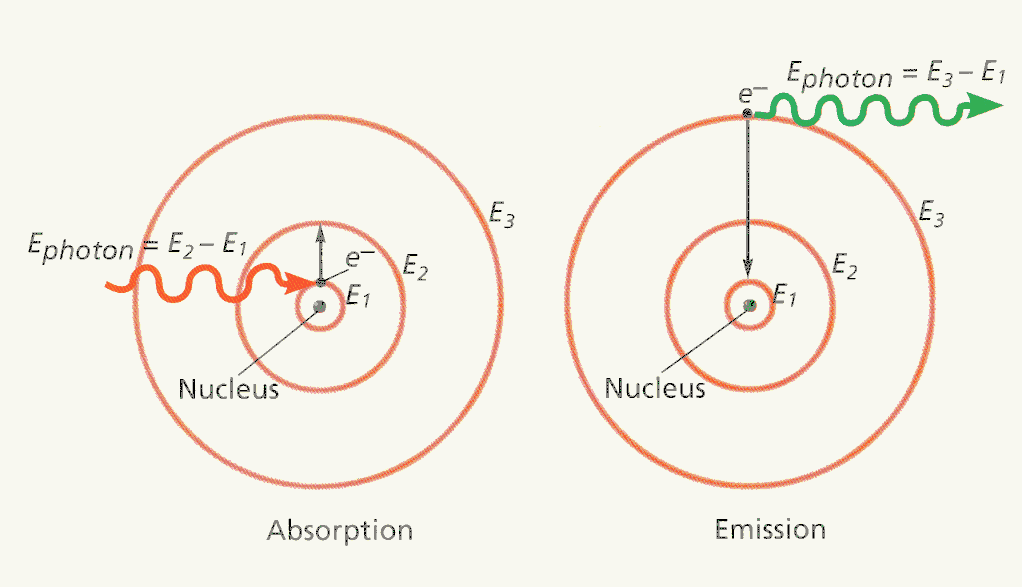 Ephoton = E2 – E1
e–
E1
E2
E3
Nucleus
Absorption
Ephoton = E3 – E1
e–
E1
E2
E3
Nucleus
Emission